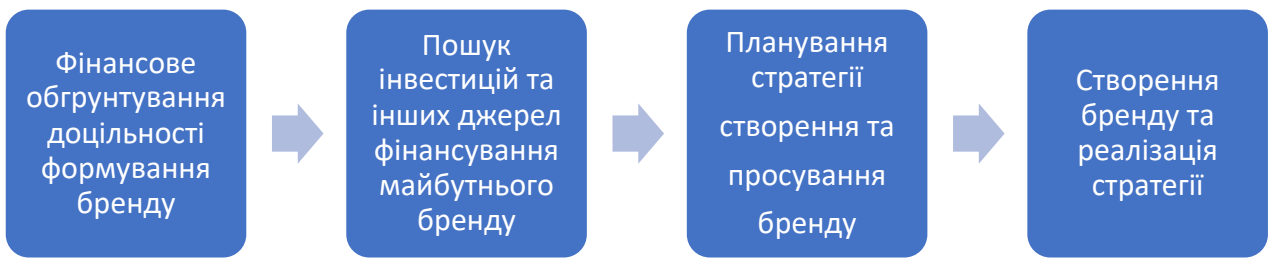 Фінансове
обгрунтування
доцільності
формування
бренду
Пошук
інвестицій та
інших джерел
фінансування
майбутнього
бренду
Планування
стратегії
створення та
просування
бренду
Створення
бренду та
реалізація
стратегії